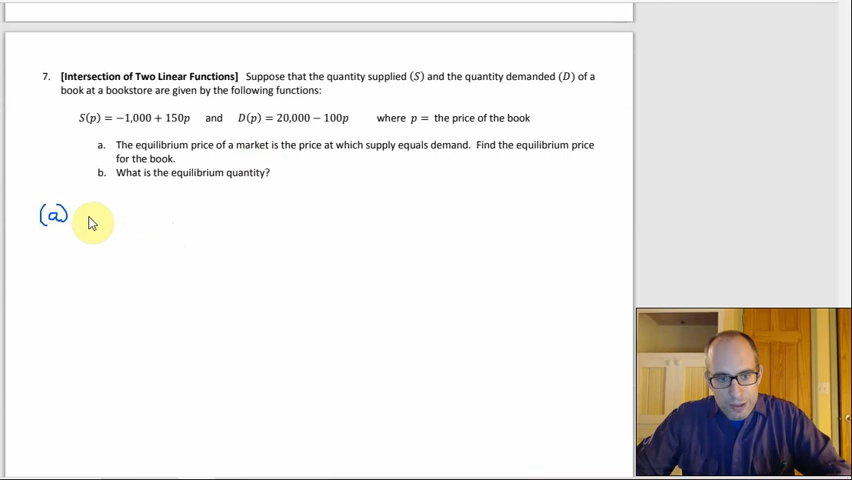 7. [Intersection of Two Linear Functions] Suppose that the quantity supplied (S) and the quantity demanded (D) of a
book at a bookstore are given by the following functions:
S(p) = −1,000 + 150p and D(p) = 20,000 − 100p where p = the price of the book
a. The equilibrium price of a market is the price at which supply equals demand. Find the equilibrium price
for the book.
b. What is the equilibrium quantity?
(a)